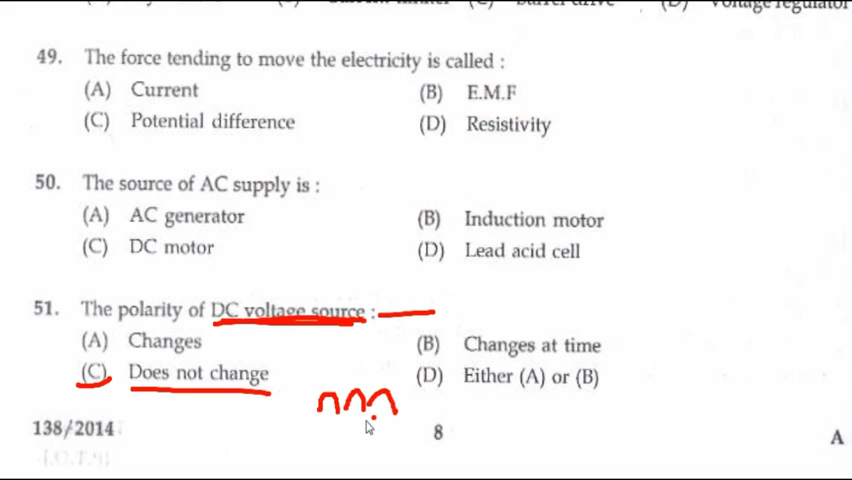 (D) Voltage regulator
49. The force tending to move the electricity is called :
(A) Current (B) E.M.F
(C) Potential difference (D) Resistivity
50. The source of AC supply is :
(A) AC generator (B) Induction motor
(C) DC motor (D) Lead acid cell
51. The polarity of DC voltage source :
(A) Changes (B) Changes at time
(C) Does not change (D) Either (A) or (B)
138/2014 8 A